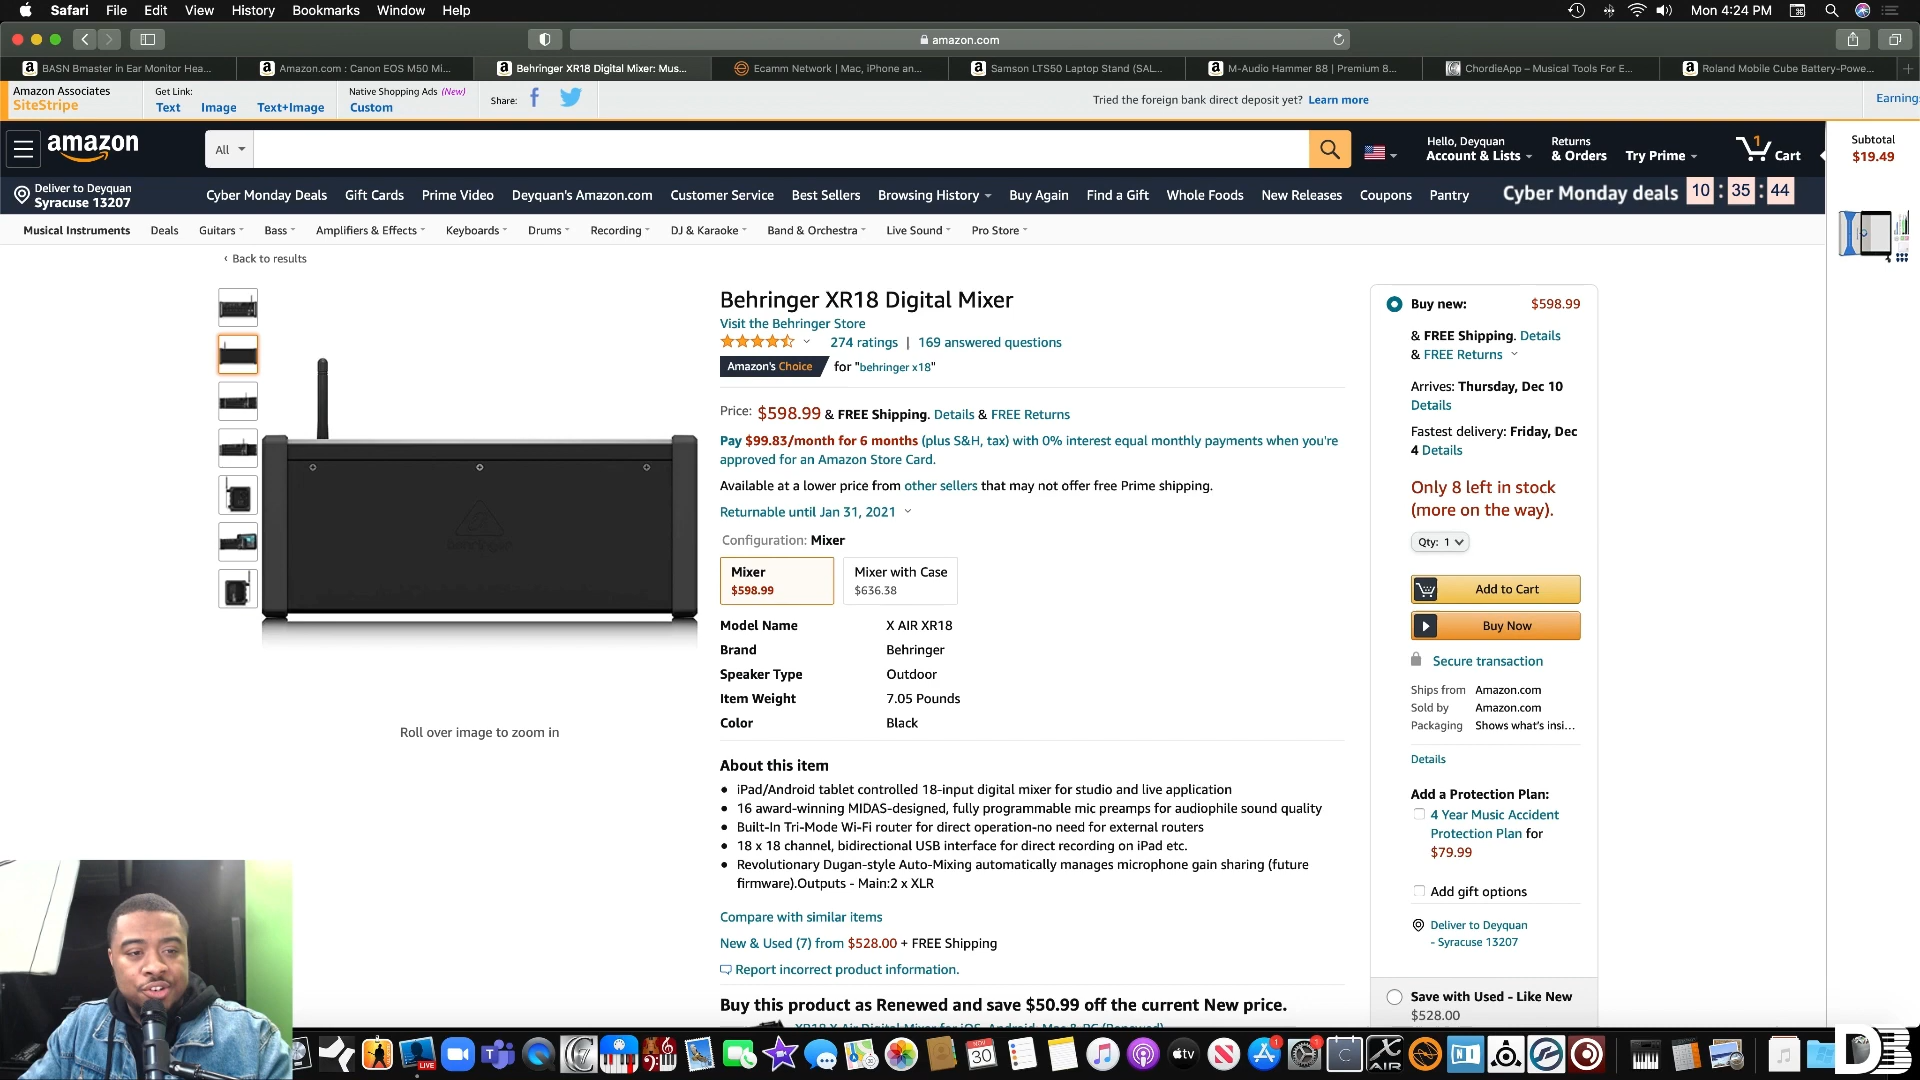 Safari File Edit View History Bookmarks Window Help
Mon 4:24 PM
amazon.com
BASN Bmaster in Ear Monitor Hea...
Amazon.com : Canon EOS M50 Mi...
Behringer XR18 Digital Mixer: Mus...
Ecamm Network | Mac, iPhone an...
Samson LTS50 Laptop Stand (SAL...
M-Audio Hammer 88 | Premium 8...
ChordieApp – Musical Tools For E...
Roland Mobile Cube Battery-Powe...
Amazon Associates
SiteStripe
Get Link:
Text Image Text+Image
Native Shopping Ads (New)
Custom
Share:
Tried the foreign bank direct deposit yet? Learn more
Earnings
amazon
All
Hello, Deyquan
Account & Lists
Returns
& Orders
Try Prime
1
Cart
Subtotal
$19.49
Deliver to Deyquan
Syracuse 13207
Cyber Monday Deals Gift Cards Prime Video Deyquan's Amazon.com Customer Service Best Sellers Browsing History Buy Again Find a Gift Whole Foods New Releases Coupons Pantry
Cyber Monday deals 10 : 35 : 44
Musical Instruments Deals Guitars Bass Amplifiers & Effects Keyboards Drums Recording DJ & Karaoke Band & Orchestra Live Sound Pro Store
‹ Back to results
behringer
Roll over image to zoom in
Behringer XR18 Digital Mixer
Visit the Behringer Store
274 ratings | 169 answered questions
Amazon's Choice for "behringer x18"
Price: $598.99 & FREE Shipping. Details & FREE Returns
Pay $99.83/month for 6 months (plus S&H, tax) with 0% interest equal monthly payments when you're
approved for an Amazon Store Card.
Available at a lower price from other sellers that may not offer free Prime shipping.
Returnable until Jan 31, 2021
Configuration: Mixer
Mixer
$598.99
Mixer with Case
$636.38
Model Name X AIR XR18
Brand Behringer
Speaker Type Outdoor
Item Weight 7.05 Pounds
Color Black
About this item
• iPad/Android tablet controlled 18-input digital mixer for studio and live application
• 16 award-winning MIDAS-designed, fully programmable mic preamps for audiophile sound quality
• Built-In Tri-Mode Wi-Fi router for direct operation-no need for external routers
• 18 x 18 channel, bidirectional USB interface for direct recording on iPad etc.
• Revolutionary Dugan-style Auto-Mixing automatically manages microphone gain sharing (future
firmware).Outputs - Main:2 x XLR
Compare with similar items
New & Used (7) from $528.00 + FREE Shipping
Report incorrect product information.
Buy this product as Renewed and save $50.99 off the current New price.
XR18 X Air Digital Mixer for iOS, Android, Mac & PC (Renewed)
Buy new: $598.99
& FREE Shipping. Details
& FREE Returns
Arrives: Thursday, Dec 10
Details
Fastest delivery: Friday, Dec
4 Details
Only 8 left in stock
(more on the way).
Qty: 1
Add to Cart
Buy Now
Secure transaction
Ships from Amazon.com
Sold by Amazon.com
Packaging Shows what's insi...
Details
Add a Protection Plan:
4 Year Music Accident
Protection Plan for
$79.99
Add gift options
Deliver to Deyquan
- Syracuse 13207
Save with Used - Like New
$528.00
LIVE
NOV
30
tv
1
X AIR
DB